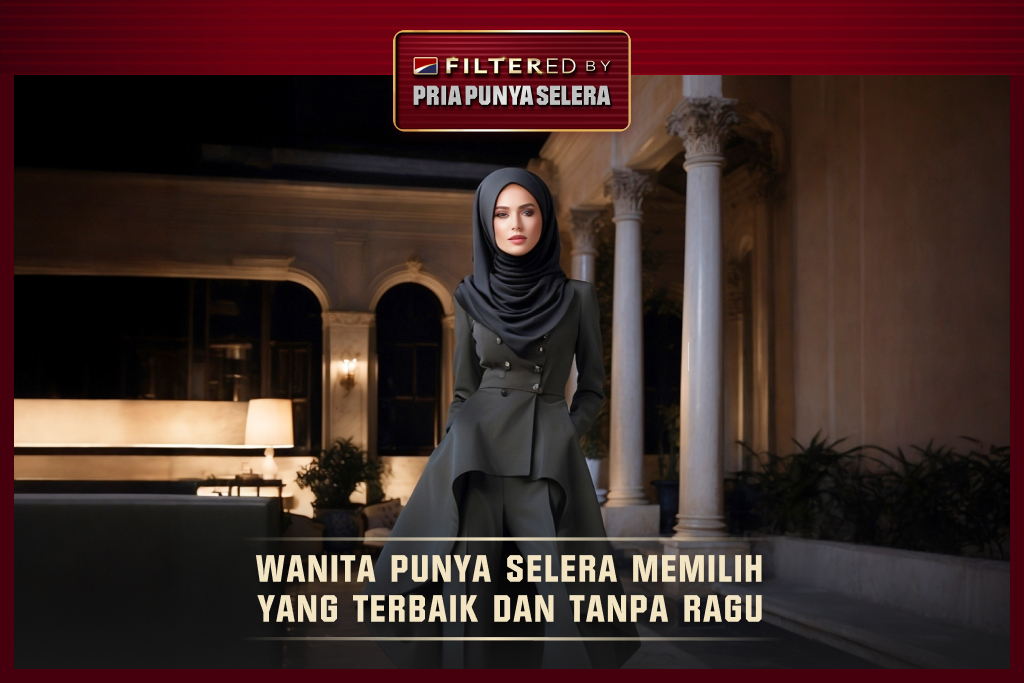 FILTERED BY
PRIA PUNYA SELERA
WANITA PUNYA SELERA MEMILIH
YANG TERBAIK DAN TANPA RAGU